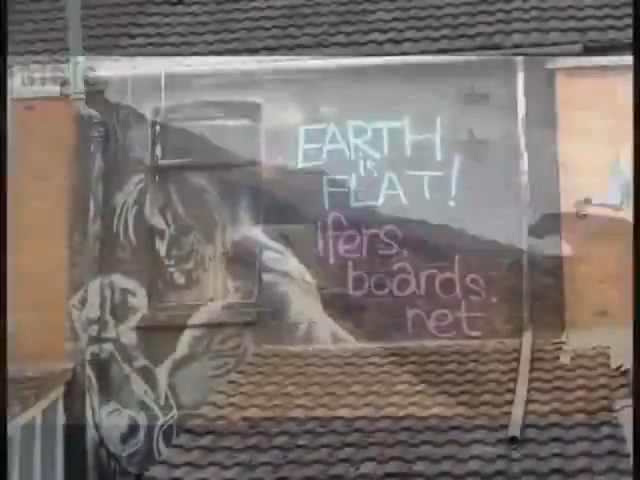 EARTH
is
FLAT!
ifers.
boards.
net